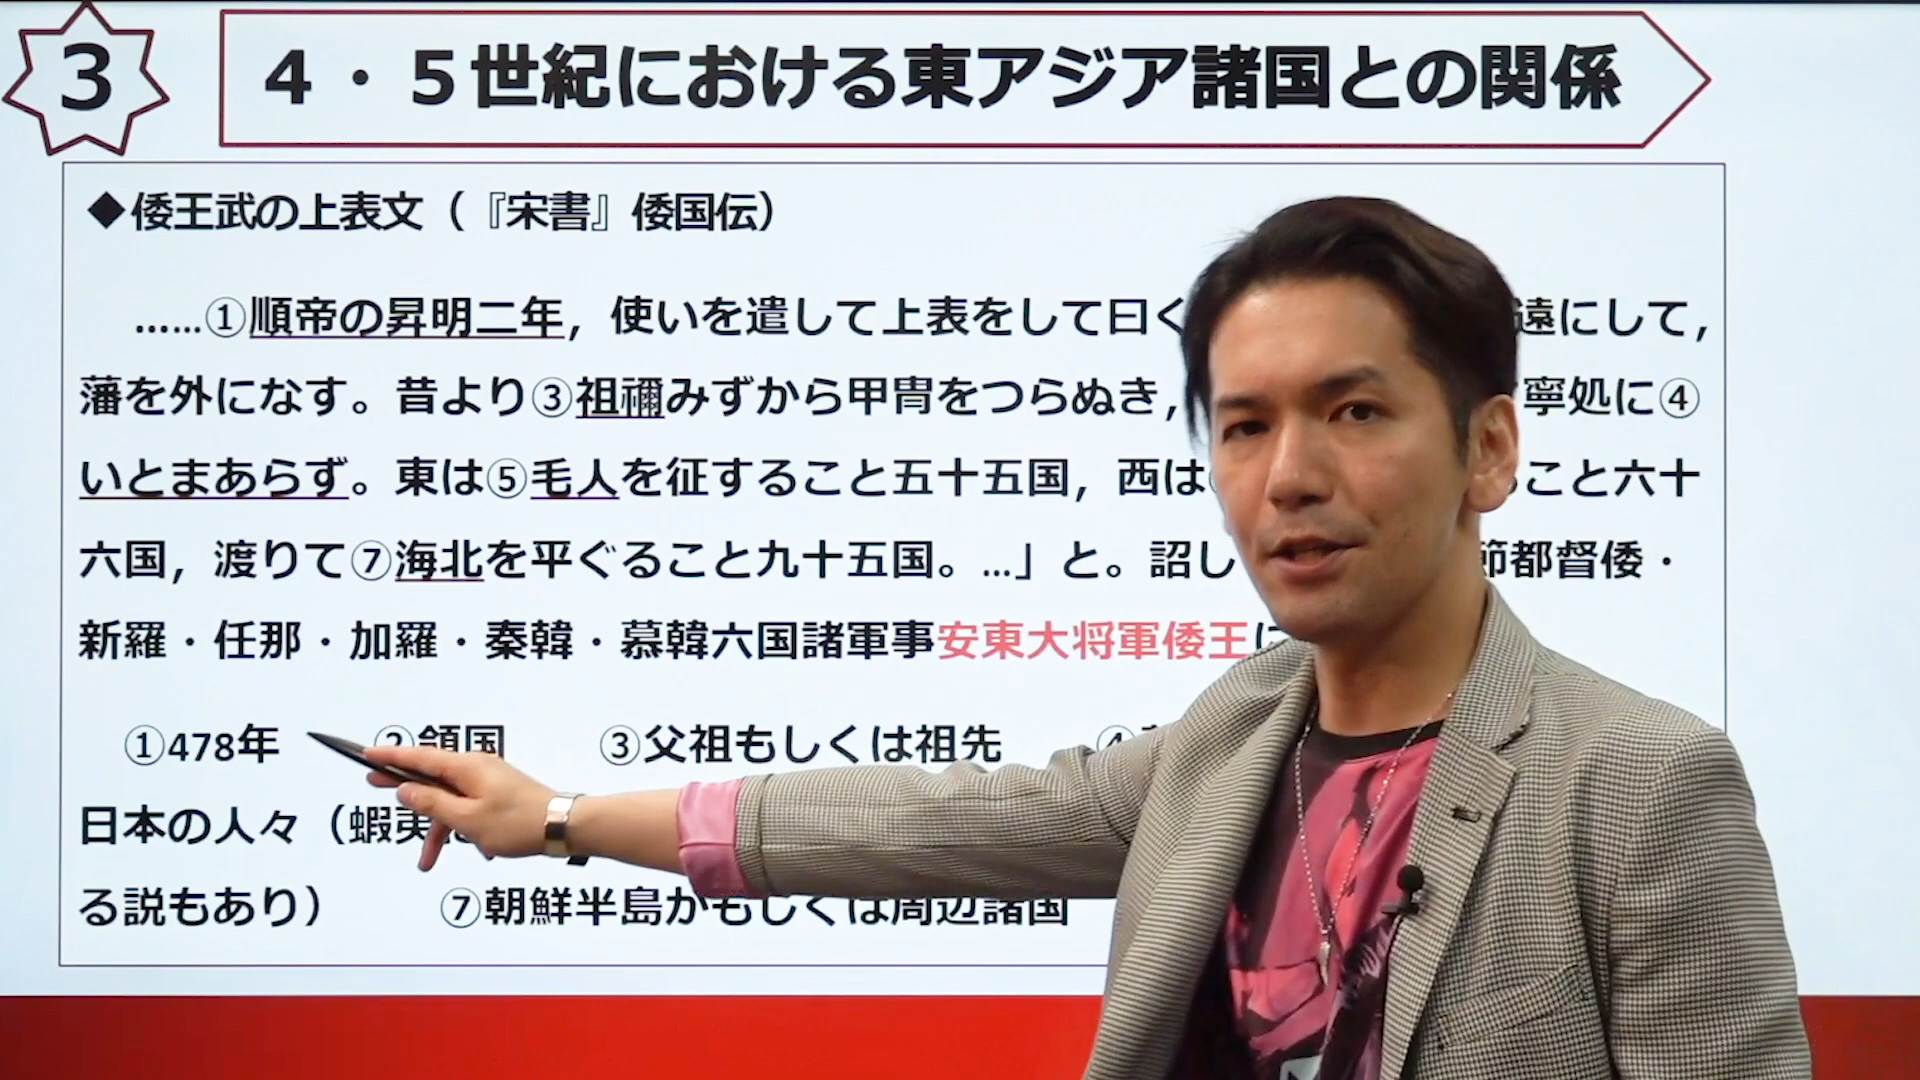 3
４・５世紀における東アジア諸国との関係
◆倭王武の上表文（『宋書』倭国伝）
……①順帝の昇明二年，使いを遣して上表をして曰く 遠にして，
藩を外になす。昔より③祖禰みずから甲冑をつらぬき， 寧処に④
いとまあらず。東は⑤毛人を征すること五十五国，西は こと六十
六国，渡りて⑦海北を平ぐること九十五国。…」と。詔し 節都督倭・
新羅・任那・加羅・秦韓・慕韓六国諸軍事安東大将軍倭王に
①478年 ②領国 ③父祖もしくは祖先 ④
日本の人々（蝦夷
る説もあり） ⑦朝鮮半島かもしくは周辺諸国